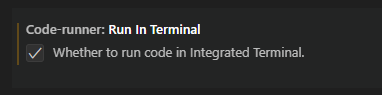 Code-runner: Run In Terminal
Whether to run code in Integrated Terminal.